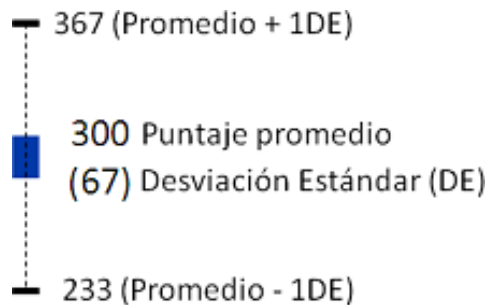 367 (Promedio + 1DE)
300 Puntaje promedio
(67) Desviación Estándar (DE)
233 (Promedio - 1DE)